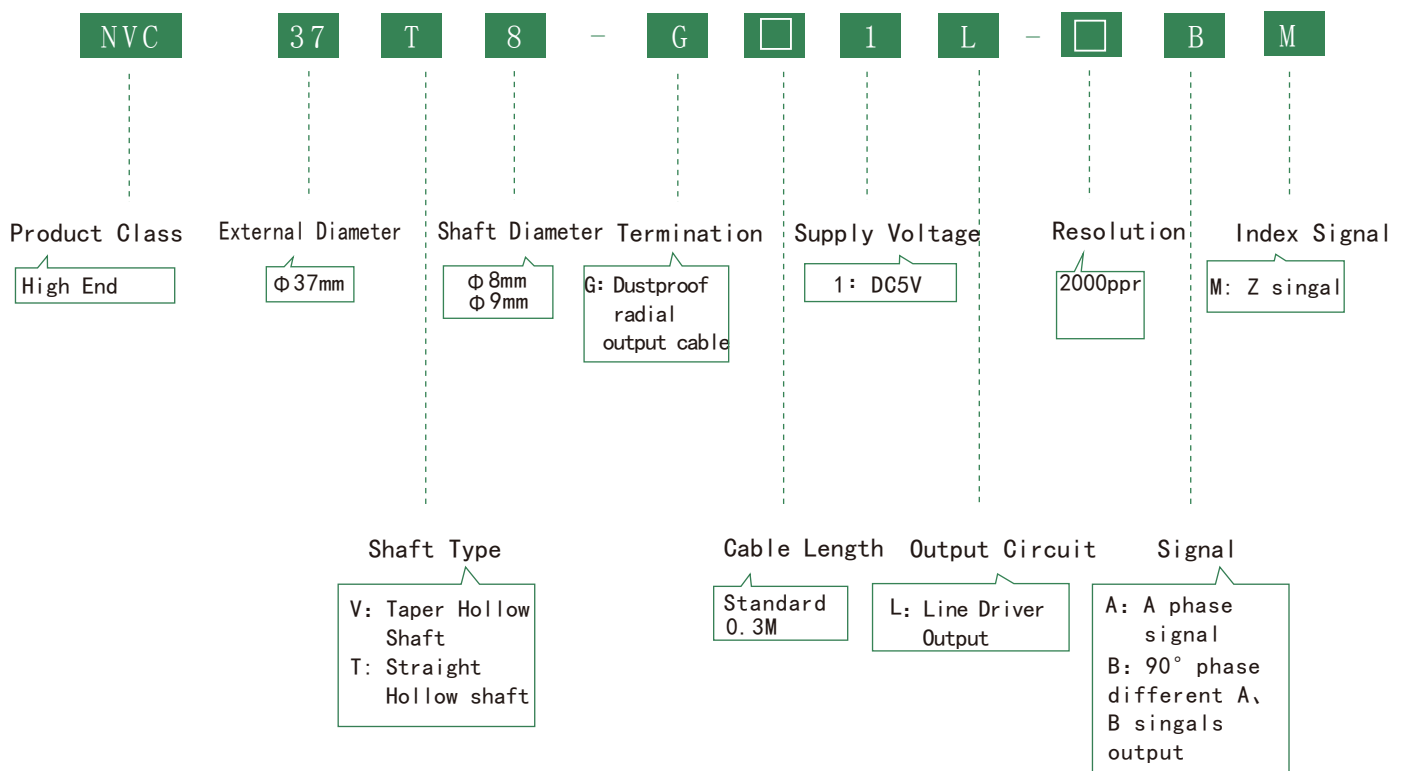 NVC 37 T 8 - G □ 1 L - □ B M
Product Class
High End
External Diameter
Φ37mm
Shaft Diameter
Φ8mm
Φ9mm
Termination
G: Dustproof
radial
output cable
Supply Voltage
1: DC5V
Resolution
2000ppr
Index Signal
M: Z singal
Shaft Type
V: Taper Hollow
Shaft
T: Straight
Hollow shaft
Cable Length
Standard
0.3M
Output Circuit
L: Line Driver
Output
Signal
A: A phase
signal
B: 90° phase
different A、
B singals
output